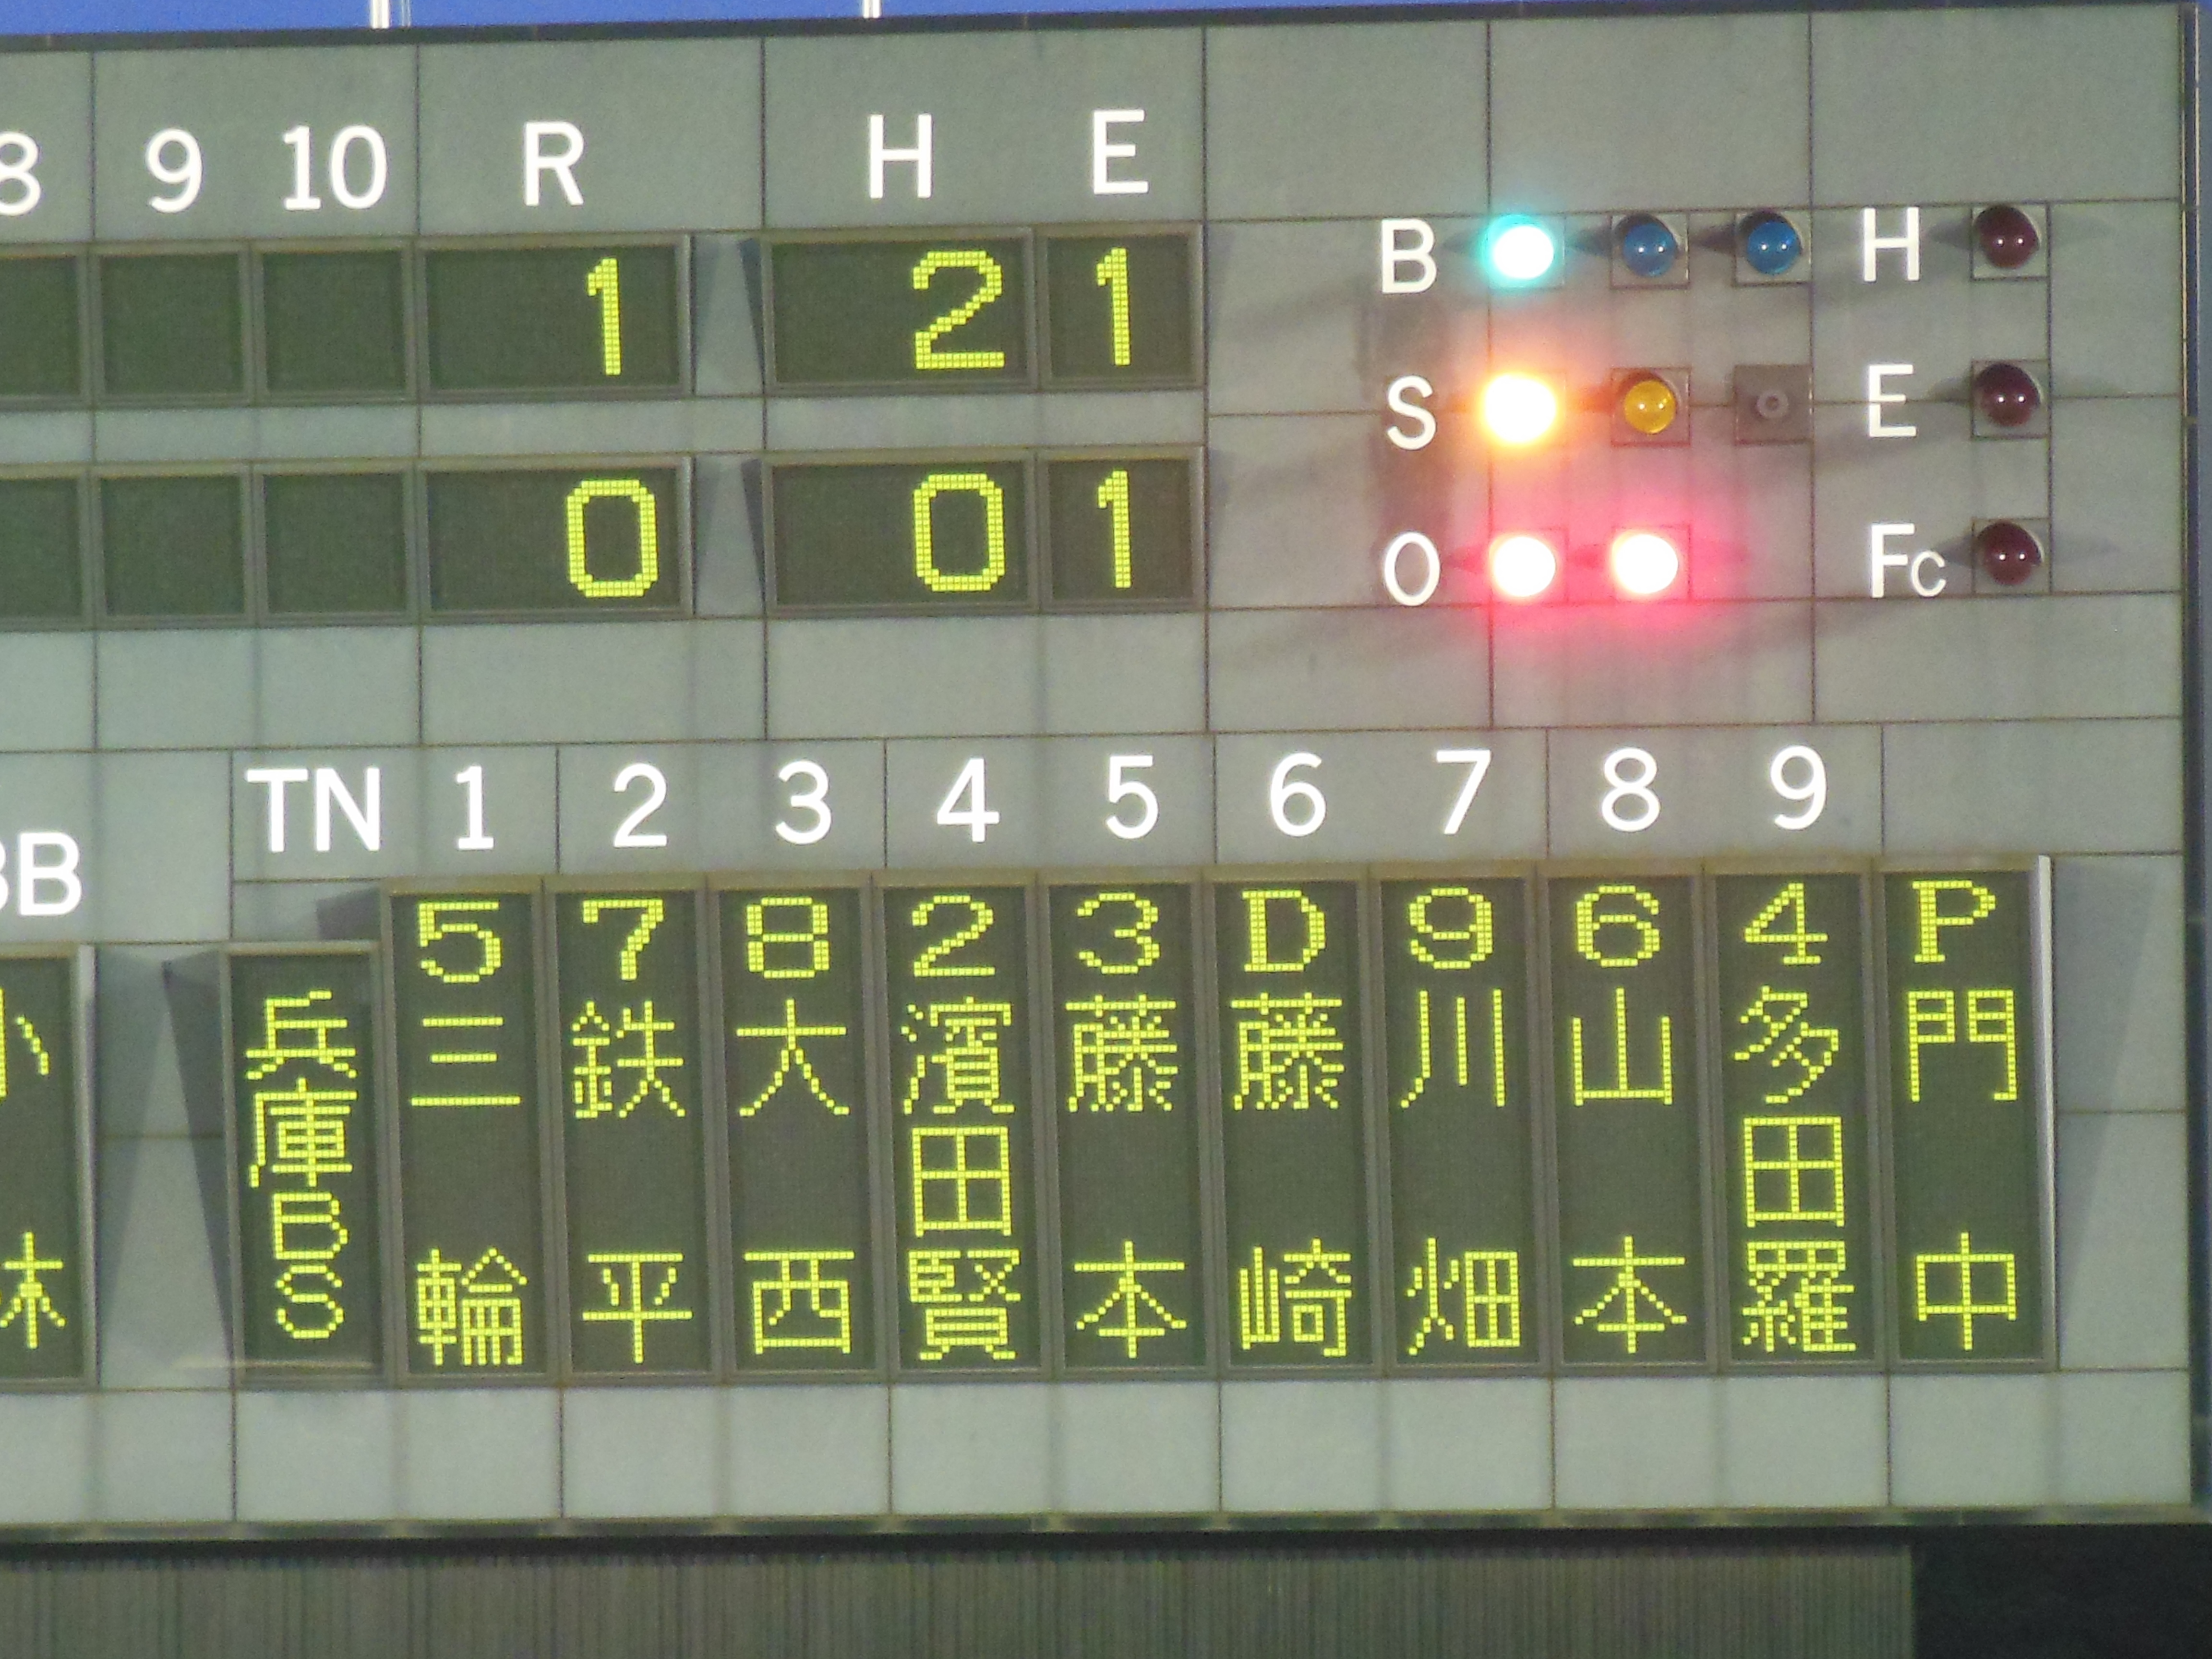 8 9 10 R H E
1 2 1
0 0 1
B H
S E
O Fc
BB
TN 1 2 3 4 5 6 7 8 9
兵庫BS
5 三輪
7 鉄平
8 大西
2 濱田賢
3 藤本
D 藤崎
9 川畑
6 山本
4 多田羅
P 門中
小林